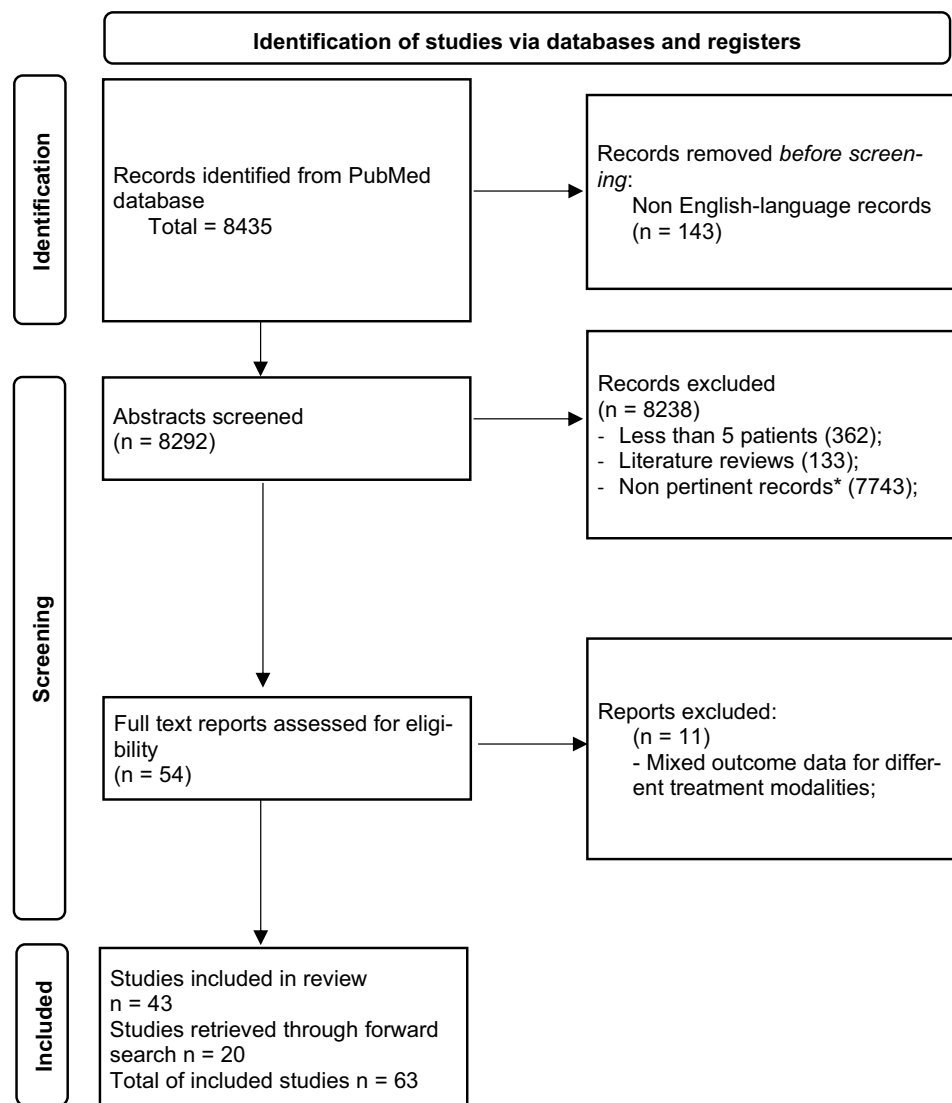 Identification of studies via databases and registers
Identification
Records identified from PubMed
database
Total = 8435
Records removed before screen-
ing:
Non English-language records
(n = 143)
Screening
Abstracts screened
(n = 8292)
Records excluded
(n = 8238)
- Less than 5 patients (362);
- Literature reviews (133);
- Non pertinent records* (7743);
Full text reports assessed for eligi-
bility
(n = 54)
Reports excluded:
(n = 11)
- Mixed outcome data for differ-
ent treatment modalities;
Included
Studies included in review
n = 43
Studies retrieved through forward
search n = 20
Total of included studies n = 63